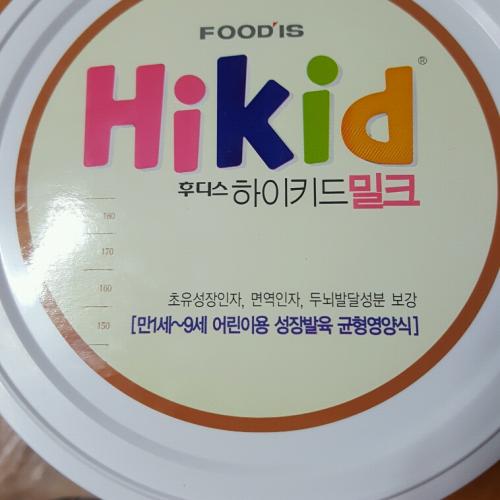 FOOD'IS
Hikid®
후디스 하이키드밀크
180
170
160
150
초유성장인자, 면역인자, 두뇌발달성분 보강
[만1세~9세 어린이용 성장발육 균형영양식]